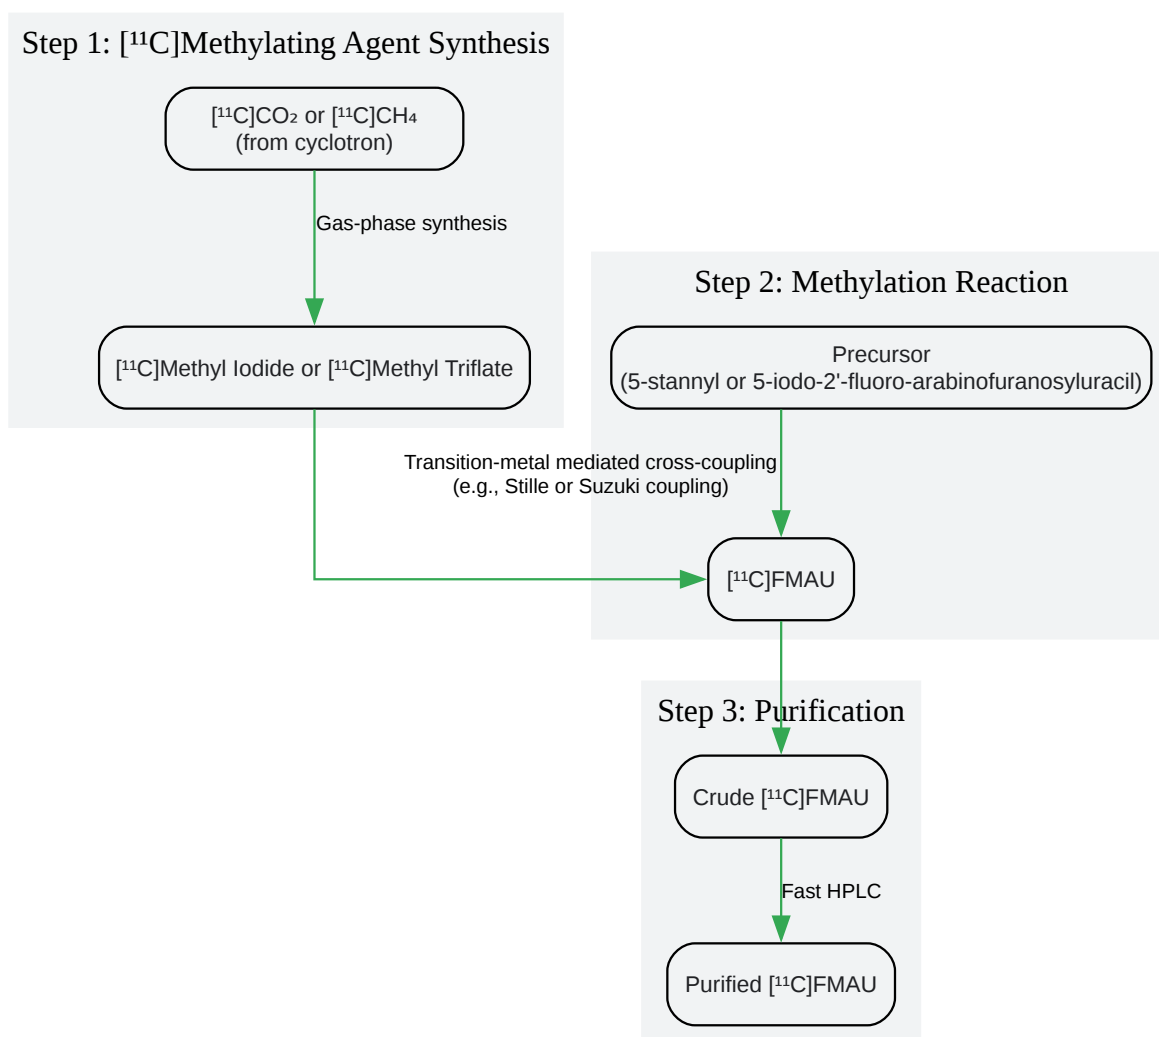 Step 1: [¹¹C]Methylating Agent Synthesis
[¹¹C]CO₂ or [¹¹C]CH₄
(from cyclotron)
Gas-phase synthesis
[¹¹C]Methyl Iodide or [¹¹C]Methyl Triflate
Step 2: Methylation Reaction
Precursor
(5-stannyl or 5-iodo-2'-fluoro-arabinofuranosyluracil)
Transition-metal mediated cross-coupling
(e.g., Stille or Suzuki coupling)
[¹¹C]FMAU
Step 3: Purification
Crude [¹¹C]FMAU
Fast HPLC
Purified [¹¹C]FMAU